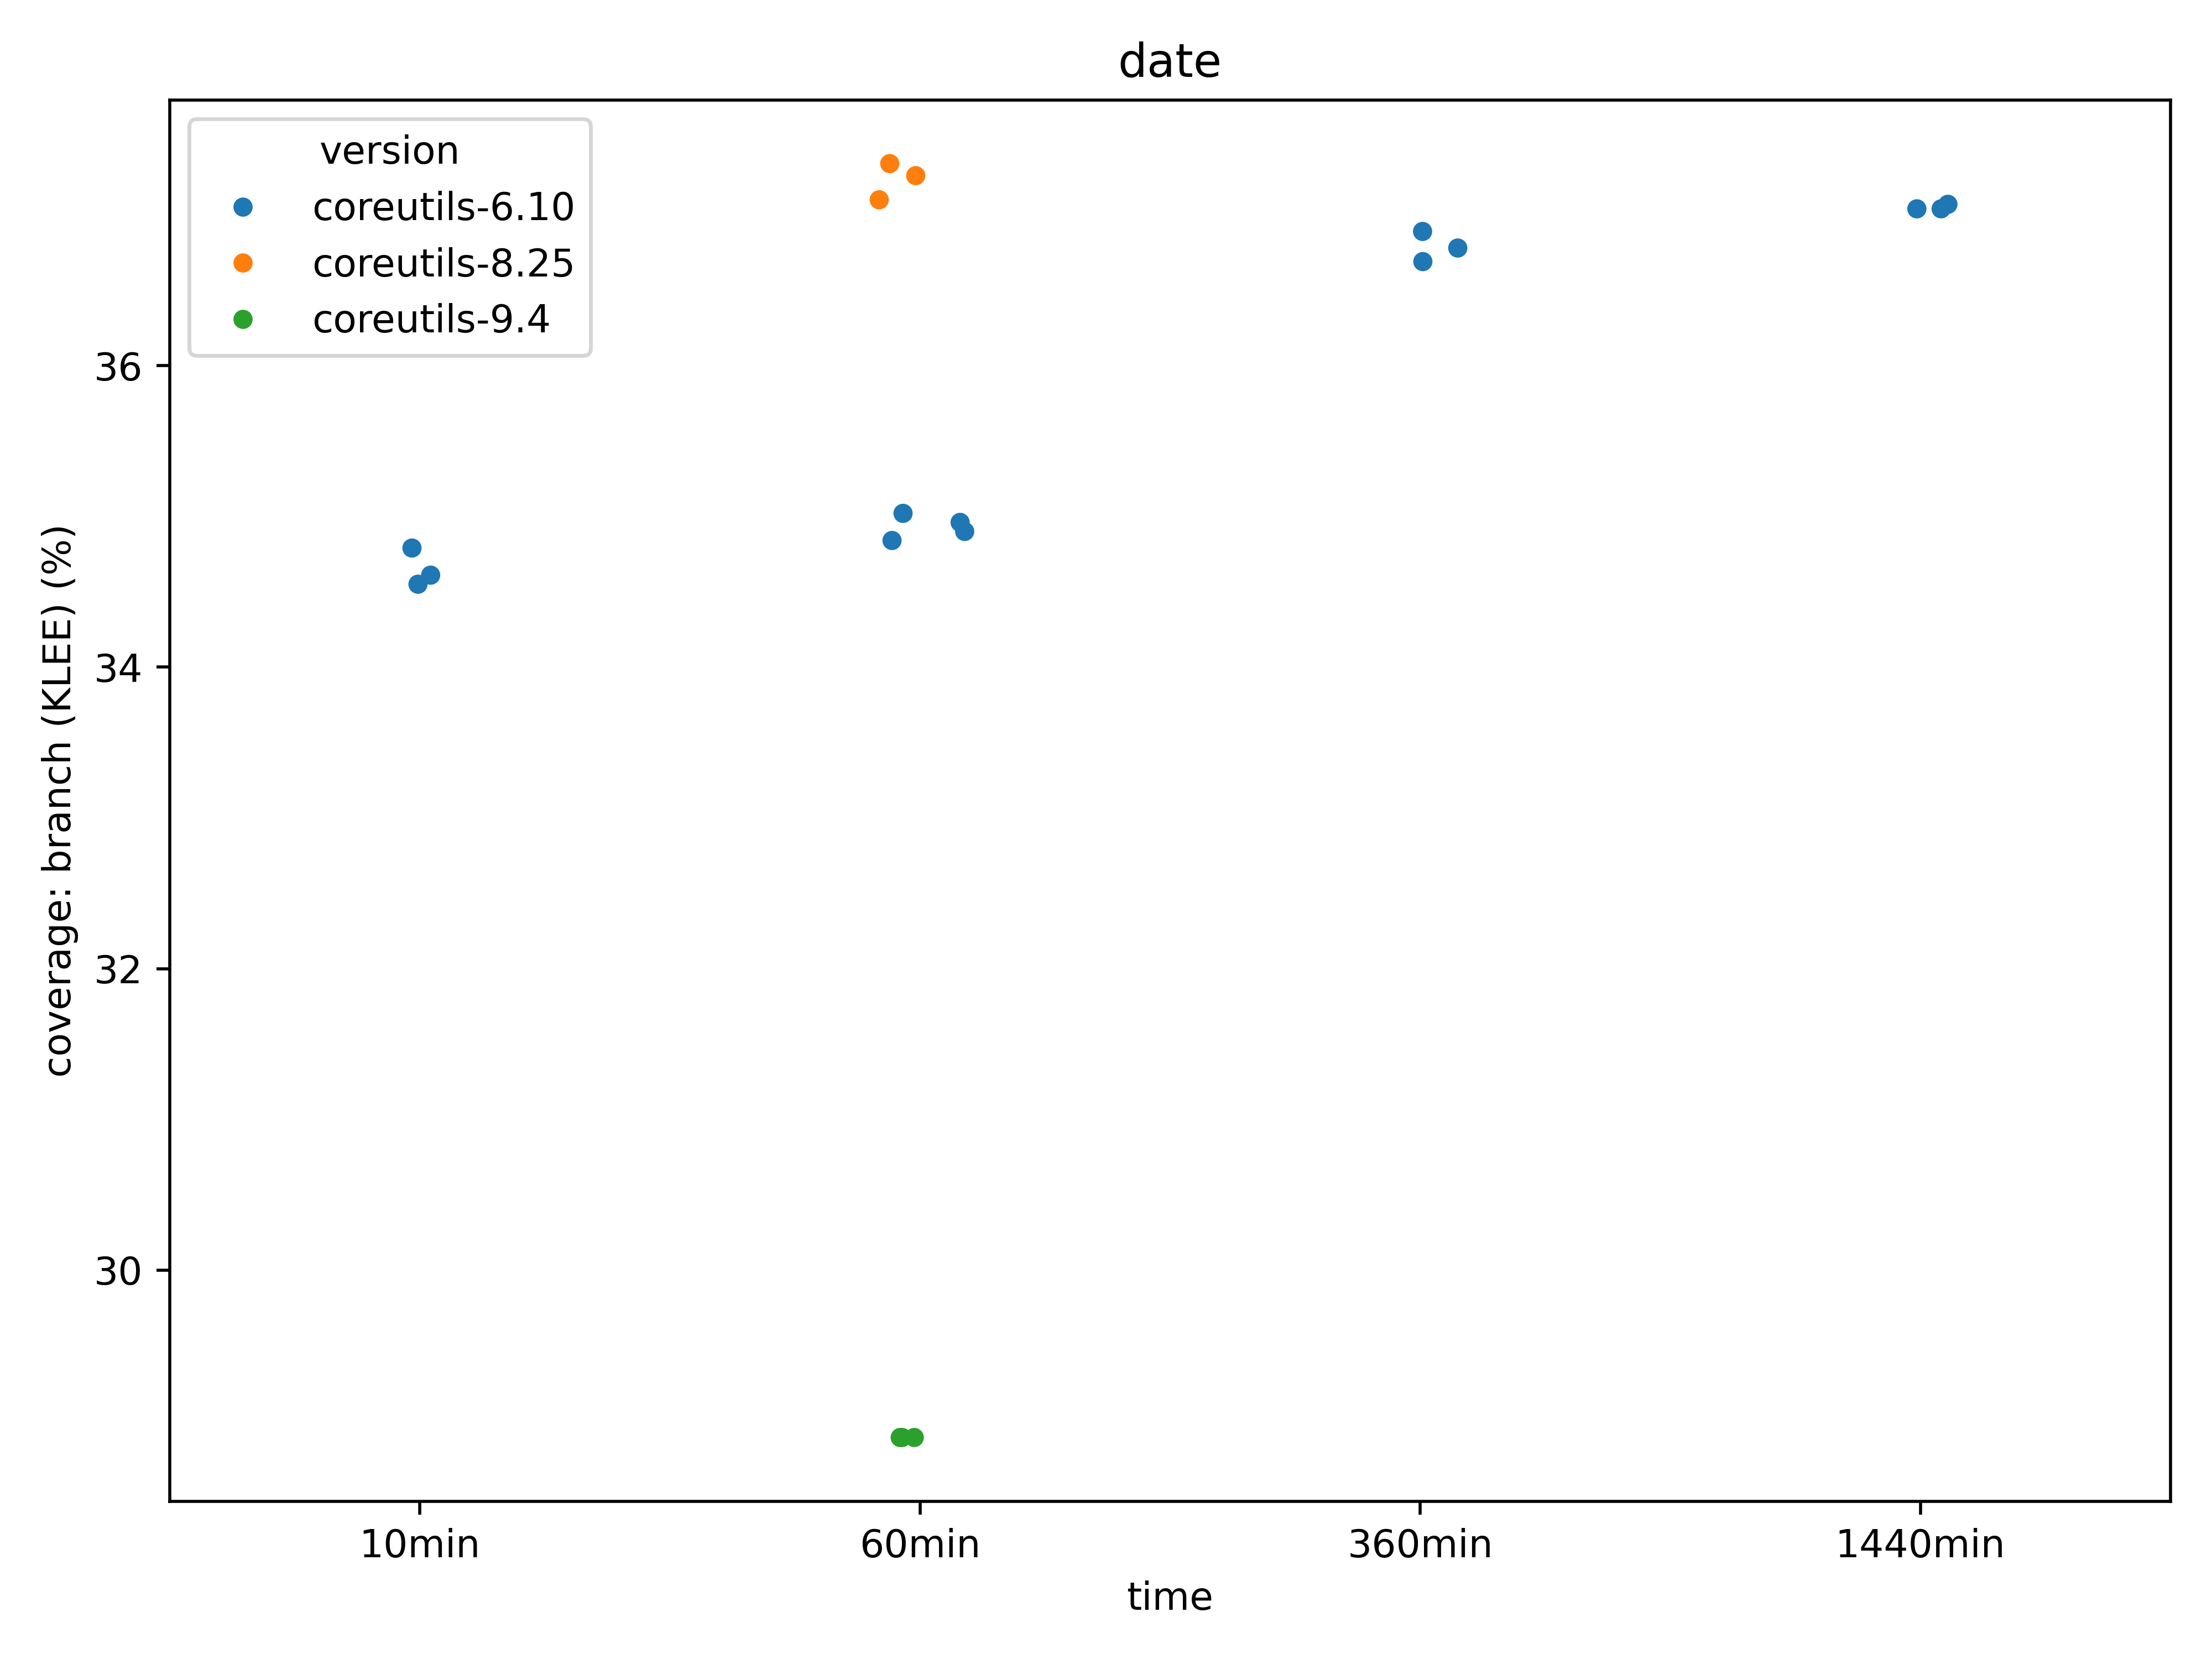 date
version
coreutils-6.10
coreutils-8.25
coreutils-9.4
coverage: branch (KLEE) (%)
36
34
32
30
10min 60min 360min 1440min
time